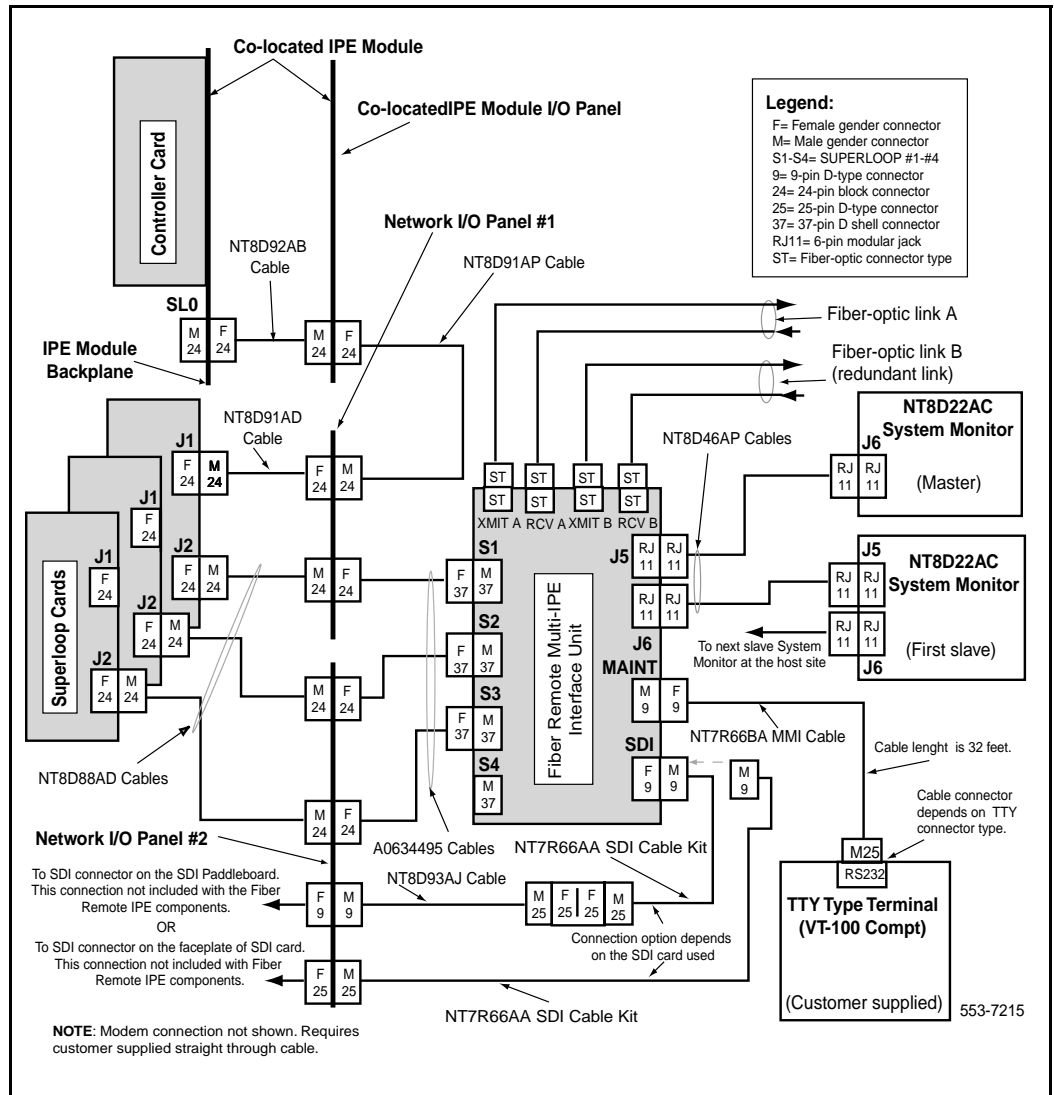 Co-located IPE Module
Controller Card
Co-locatedIPE Module I/O Panel
Legend:
F= Female gender connector
M= Male gender connector
S1-S4= SUPERLOOP #1-#4
9= 9-pin D-type connector
24= 24-pin block connector
25= 25-pin D-type connector
37= 37-pin D shell connector
RJ11= 6-pin modular jack
ST= Fiber-optic connector type
Network I/O Panel #1
NT8D92AB
Cable
NT8D91AP Cable
SL0
M
24
F
24
M
24
F
24
IPE Module
Backplane
Fiber-optic link A
Fiber-optic link B
(redundant link)
NT8D91AD
Cable
NT8D46AP Cables
NT8D22AC
System Monitor
J6
RJ
11
RJ
11
(Master)
Superloop Cards
J1
F
24
M
24
F
24
M
24
J1
F
24
J1
F
24
J2
F
24
M
24
M
24
F
24
J2
F
24
M
24
M
24
F
24
J2
F
24
M
24
M
24
F
24
ST
ST
ST
ST
ST
ST
ST
ST
XMIT A
RCV A
XMIT B
RCV B
Fiber Remote Multi-IPE
Interface Unit
S1
F
37
M
37
S2
F
37
M
37
S3
F
37
M
37
S4
M
37
J5
RJ
11
RJ
11
RJ
11
RJ
11
J6
J5
RJ
11
RJ
11
NT8D22AC
System Monitor
RJ
11
RJ
11
(First slave)
J6
To next slave System
Monitor at the host site
MAINT
M
9
F
9
NT7R66BA MMI Cable
SDI
F
9
M
9
M
9
Cable lenght is 32 feet.
Cable connector
depends on TTY
connector type.
NT8D88AD Cables
A0634495 Cables
Network I/O Panel #2
NT7R66AA SDI Cable Kit
M25
RS232
TTY Type Terminal
(VT-100 Compt)
(Customer supplied)
To SDI connector on the SDI Paddleboard.
This connection not included with the Fiber
Remote IPE components.
F
9
M
9
NT8D93AJ Cable
M
25
F
25
F
25
M
25
OR
To SDI connector on the faceplate of SDI card.
This connection not included with Fiber
Remote IPE components.
F
25
M
25
Connection option depends
on the SDI card used
NT7R66AA SDI Cable Kit
553-7215
NOTE: Modem connection not shown. Requires
customer supplied straight through cable.